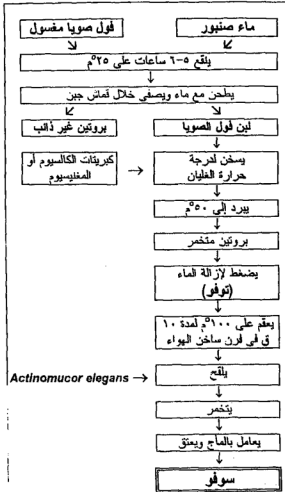 ماء صنبور
فول صويا مغسول
ينقع ٥-٦ ساعات على ٢٥°م
يطحن مع ماء ويصفى خلال قماش جبن
لبن فول الصويا
بروتين غير ذائب
يسخن لدرجة
حرارة الغليان
كبريتات الكالسيوم أو
المغنيسيوم
يبرد إلى ٥٠°م
بروتين متخمر
يضغط لإزالة الماء
(توفو)
يعقم على ١٠٠°م لمدة ١٠
ق في فرن ساخن الهواء
يلقح
Actinomucor elegans
يتخمر
يعامل بالماج ويعتق
سوفو